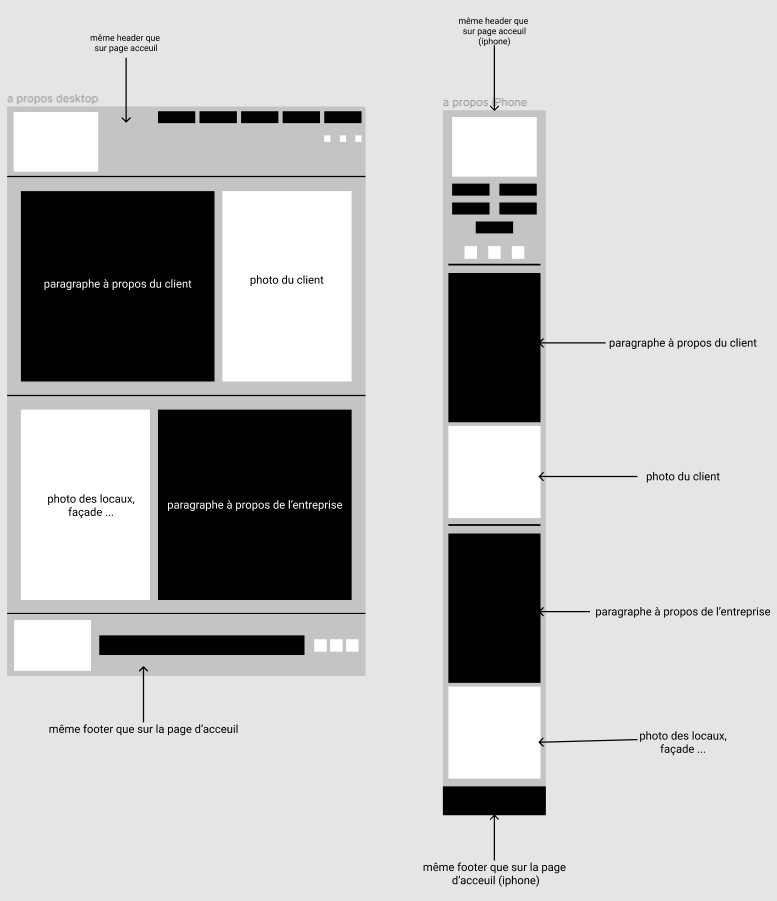 même header que
sur page acceuil
a propos desktop
paragraphe à propos du client
photo du client
photo des locaux,
façade ...
paragraphe à propos de l'entreprise
même footer que sur la page d'acceuil
même header que
sur page acceuil
(iphone)
a propos iPhone
paragraphe à propos du client
photo du client
paragraphe à propos de l'entreprise
photo des locaux,
façade ...
même footer que sur la page
d'acceuil (iphone)